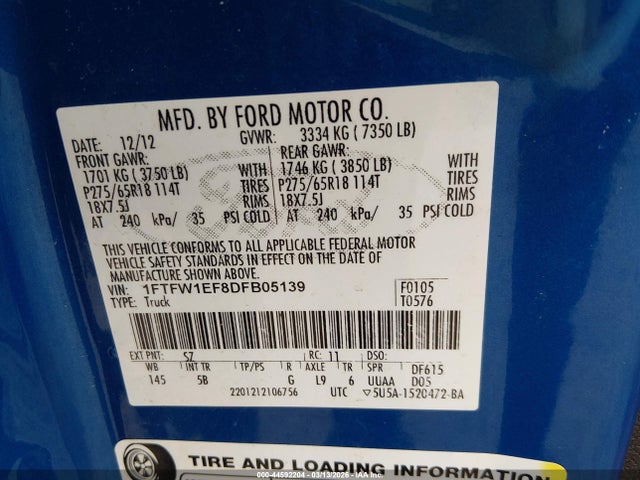 MFD. BY FORD MOTOR CO.
DATE: 12/12 GVWR: 3334 KG ( 7350 LB)
FRONT GAWR: REAR GAWR:
1701 KG ( 3750 LB) WITH 1746 KG ( 3850 LB) WITH
P275/65R18 114T TIRES P275/65R18 114T TIRES
18X7.5J RIMS 18X7.5J RIMS
AT 240 kPa/ 35 PSI COLD AT 240 kPa/ 35 PSI COLD
THIS VEHICLE CONFORMS TO ALL APPLICABLE FEDERAL MOTOR
VEHICLE SAFETY STANDARDS IN EFFECT ON THE DATE OF
MANUFACTURE SHOWN ABOVE.
VIN: 1FTFW1EF8DFB05139 F0105
TYPE: Truck T0576
EXT PNT: SZ RC: 11 DSO:
WB INT TR TP/PS R AXLE TR SPR DF615
145 5B G L9 6 UUAA D05
2201212106756 UTC ▽5U5A-1520472-BA
TIRE AND LOADING INFORMATION
000-44592204 - 03/13/2026 - IAA Inc.